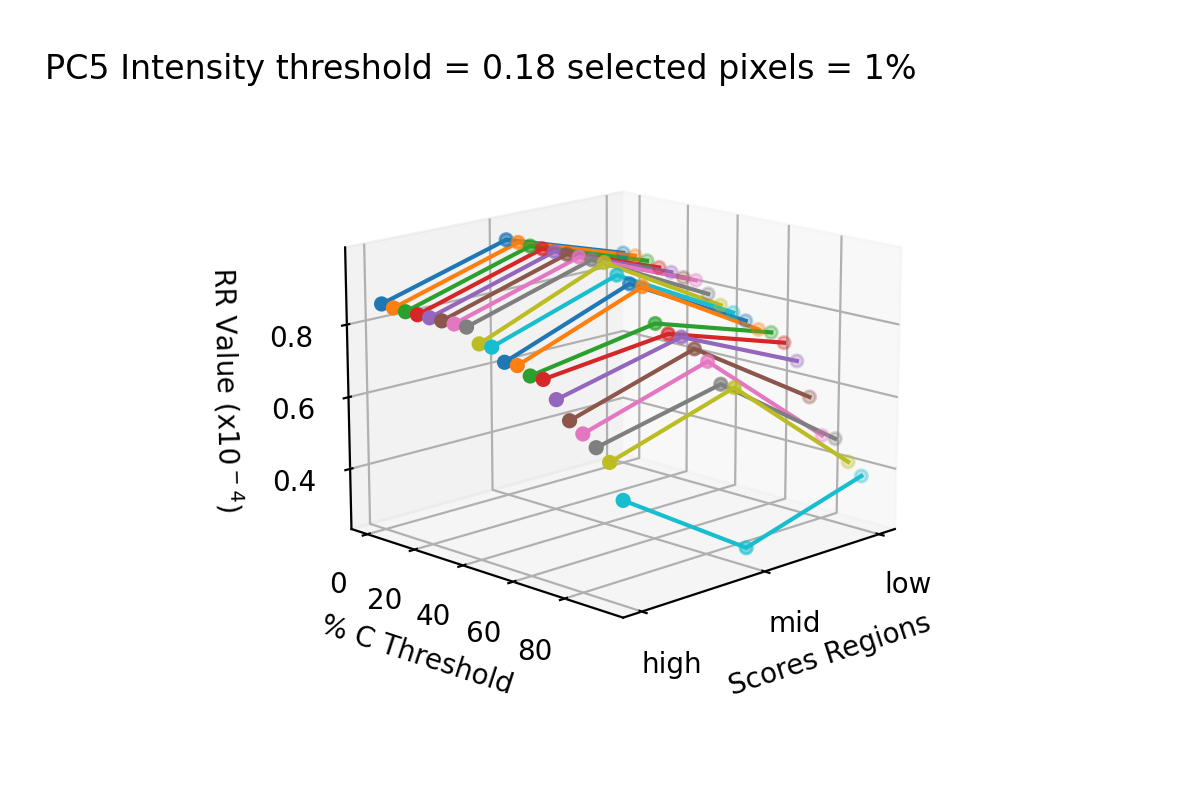 PC5 Intensity threshold = 0.18 selected pixels = 1%
RR Value (x10⁻⁴)
0.8
0.6
0.4
0
20
40
60
80
% C Threshold
high
mid
low
Scores Regions